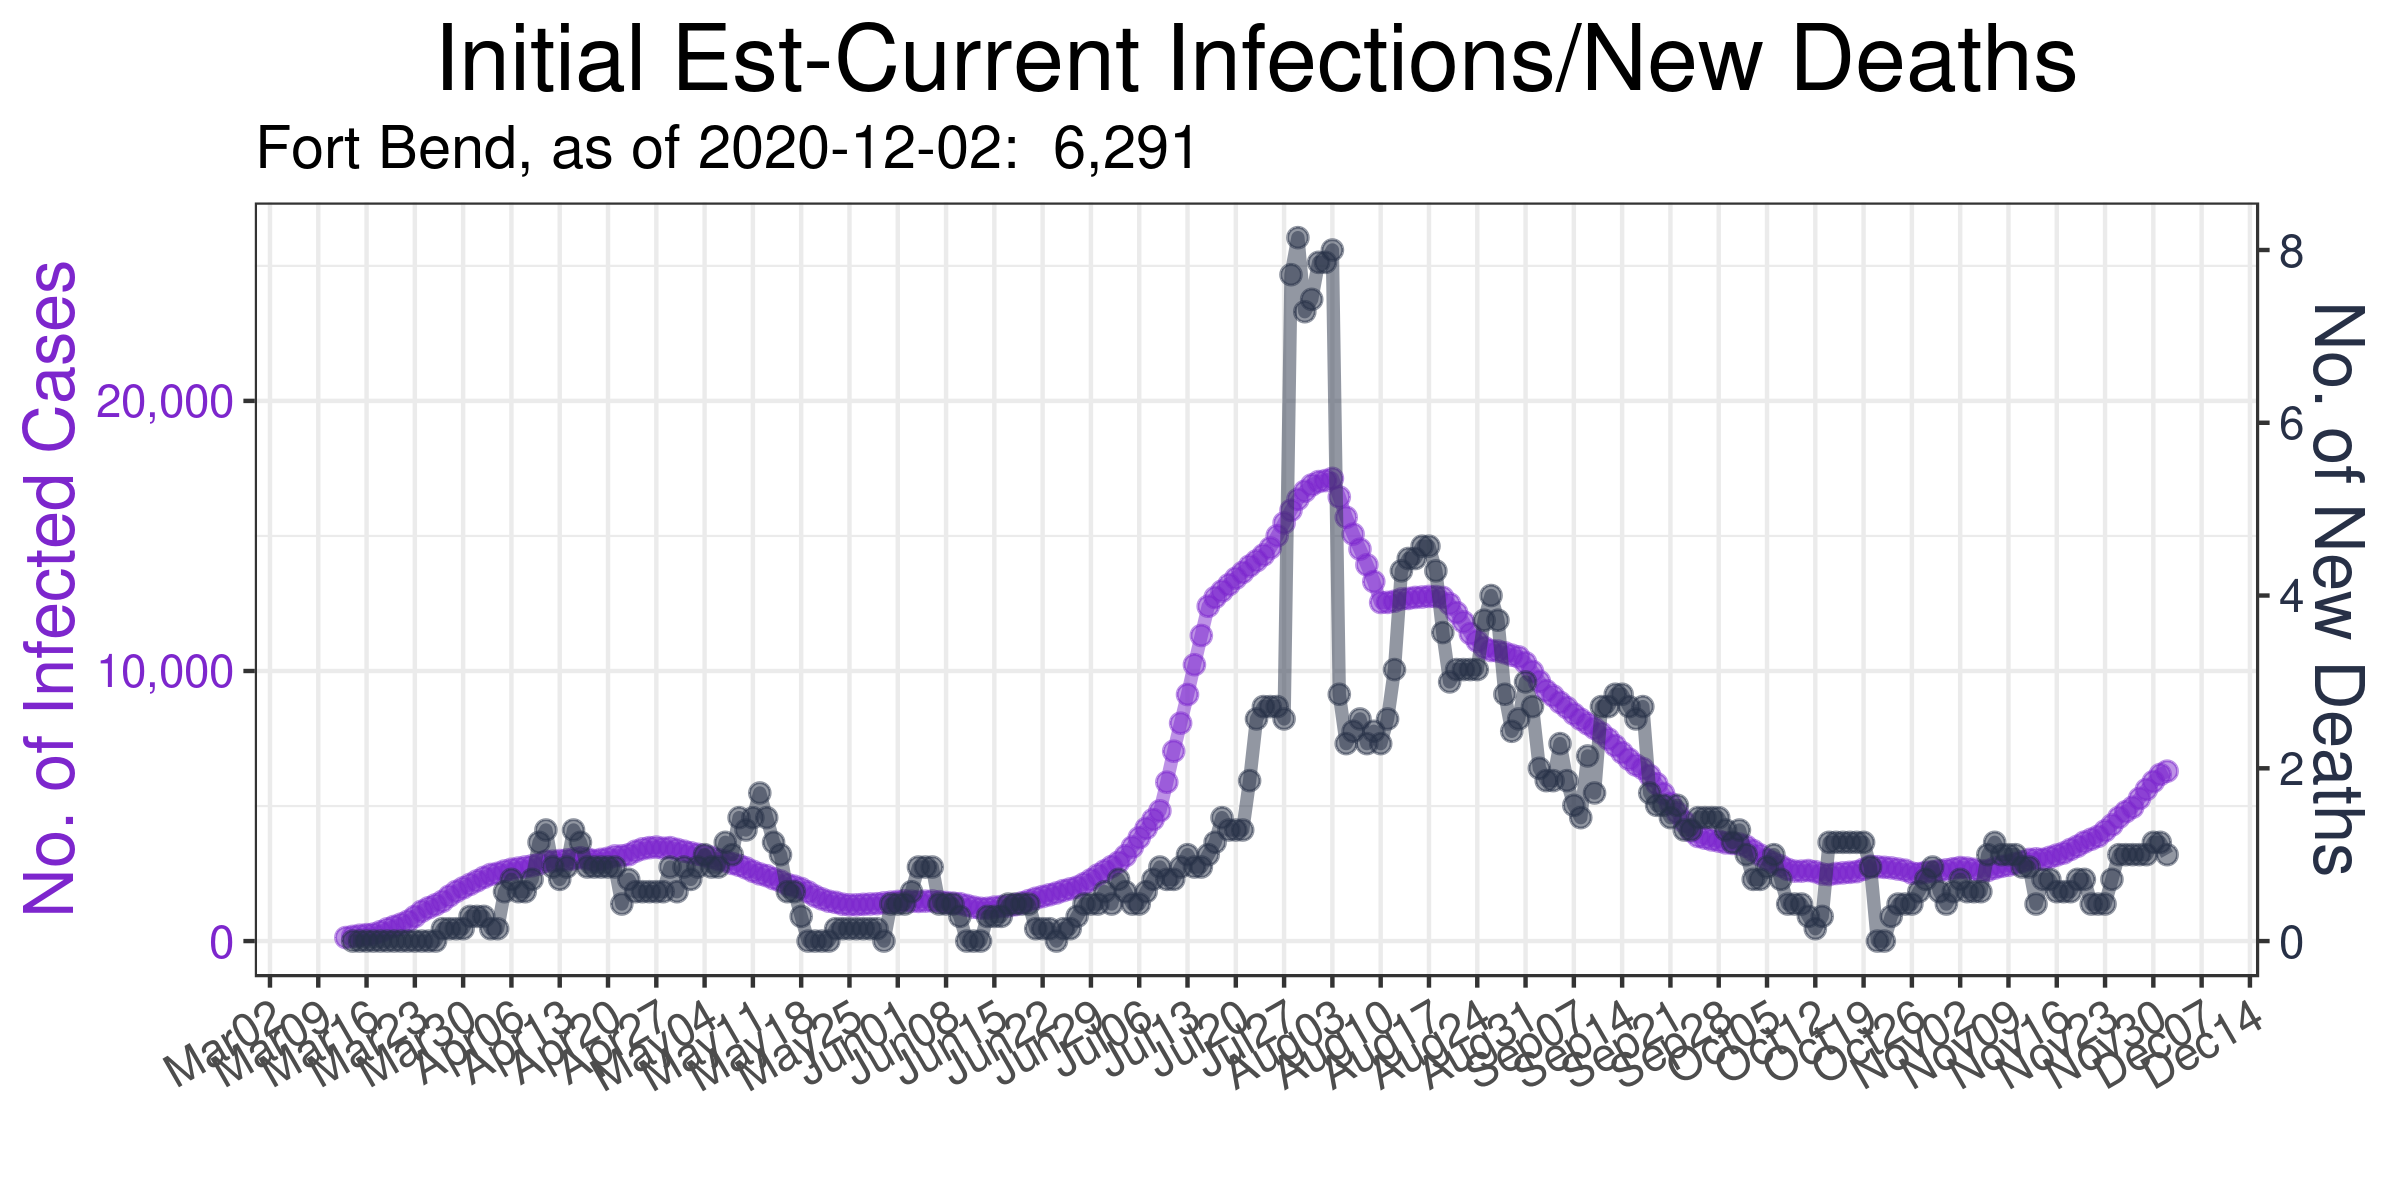 Initial Est-Current Infections/New Deaths
Fort Bend, as of 2020-12-02:  6,291
No. of Infected Cases
20,000
10,000
0
8
6
4
2
0
No. of New Deaths
Mar02 Mar09 Mar16 Mar23 Mar30 Apr06 Apr13 Apr20 Apr27 May04 May11 May18 May25 Jun01 Jun08 Jun15 Jun22 Jun29 Jul06 Jul13 Jul20 Jul27 Aug03 Aug10 Aug17 Aug24 Aug31 Sep07 Sep14 Sep21 Sep28 Oct05 Oct12 Oct19 Oct26 Nov02 Nov09 Nov16 Nov23 Nov30 Dec07 Dec14